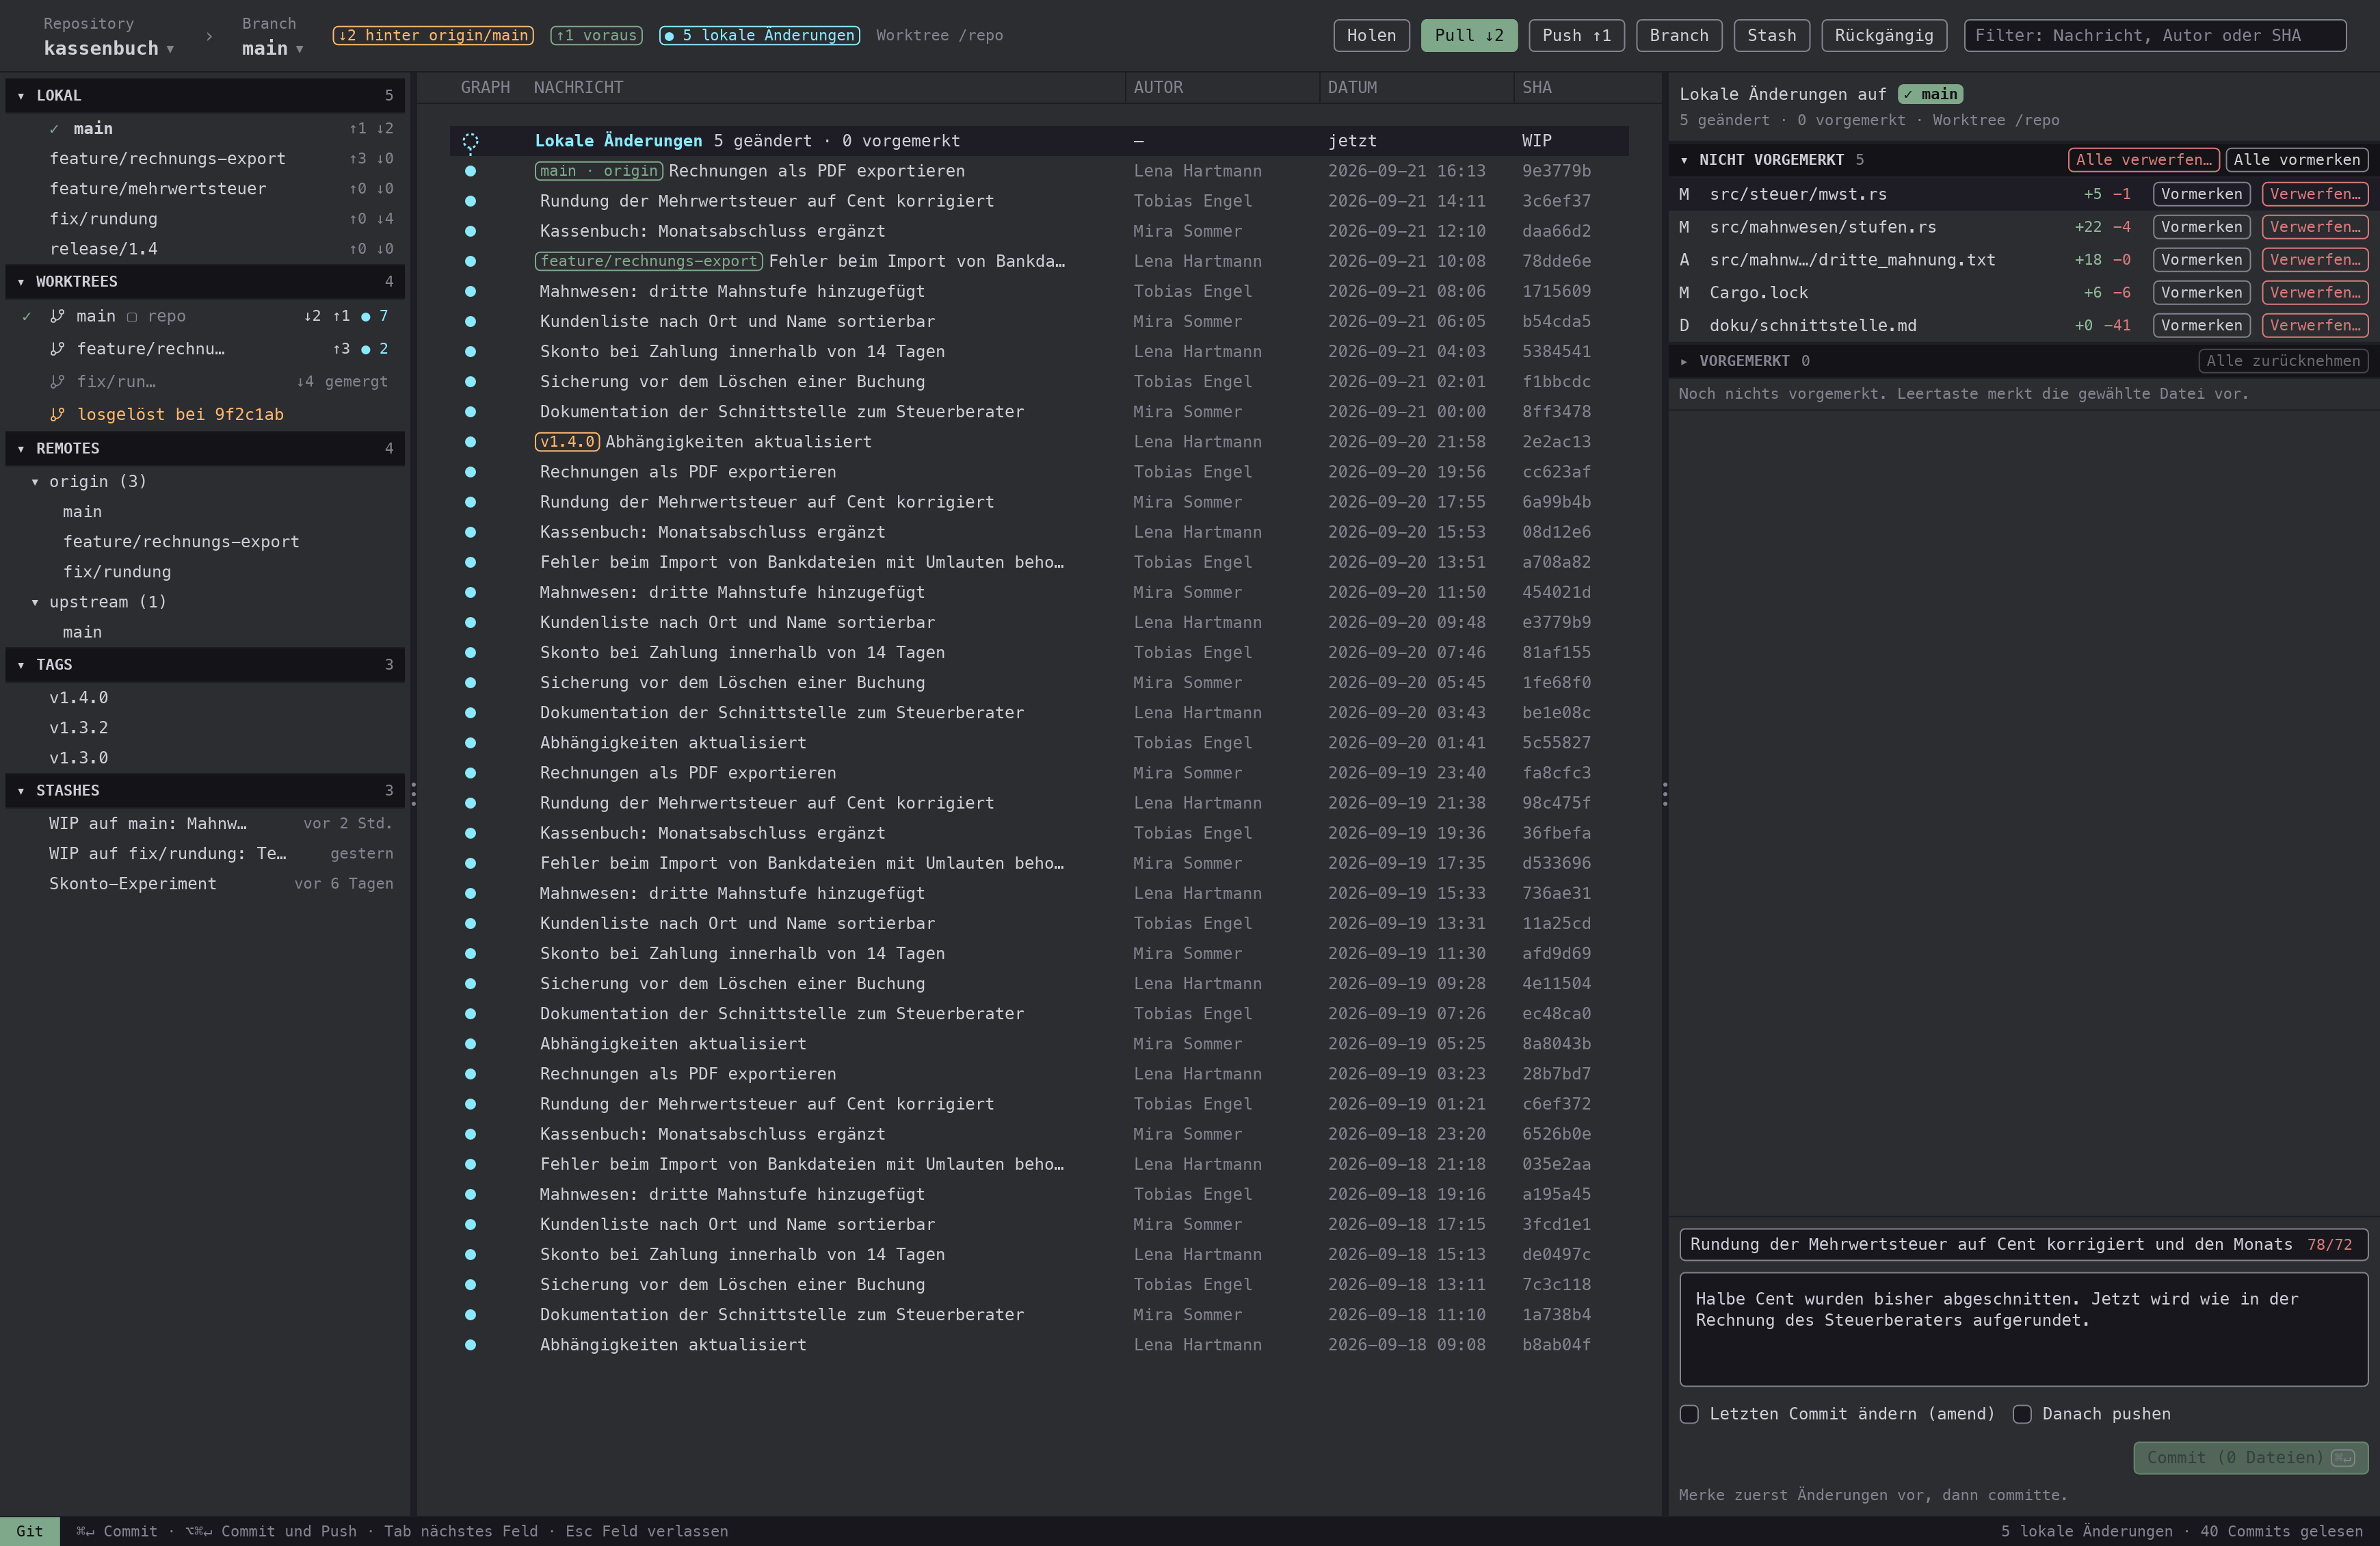 Repository
kassenbuch ▾
›
Branch
main ▾
↓2 hinter origin/main
↑1 voraus
● 5 lokale Änderungen
Worktree /repo
Holen
Pull ↓2
Push ↑1
Branch
Stash
Rückgängig
Filter: Nachricht, Autor oder SHA
▾ LOKAL 5
✓ main ↑1 ↓2
feature/rechnungs-export ↑3 ↓0
feature/mehrwertsteuer ↑0 ↓0
fix/rundung ↑0 ↓4
release/1.4 ↑0 ↓0
▾ WORKTREES 4
✓ main ▢ repo ↓2 ↑1 ● 7
feature/rechnu… ↑3 ● 2
fix/run… ↓4 gemergt
losgelöst bei 9f2c1ab
▾ REMOTES 4
▾ origin (3)
main
feature/rechnungs-export
fix/rundung
▾ upstream (1)
main
▾ TAGS 3
v1.4.0
v1.3.2
v1.3.0
▾ STASHES 3
WIP auf main: Mahnw… vor 2 Std.
WIP auf fix/rundung: Te… gestern
Skonto-Experiment vor 6 Tagen
GRAPH NACHRICHT AUTOR DATUM SHA
Lokale Änderungen 5 geändert · 0 vorgemerkt — jetzt WIP
main · origin Rechnungen als PDF exportieren Lena Hartmann 2026-09-21 16:13 9e3779b
Rundung der Mehrwertsteuer auf Cent korrigiert Tobias Engel 2026-09-21 14:11 3c6ef37
Kassenbuch: Monatsabschluss ergänzt Mira Sommer 2026-09-21 12:10 daa66d2
feature/rechnungs-export Fehler beim Import von Bankda… Lena Hartmann 2026-09-21 10:08 78dde6e
Mahnwesen: dritte Mahnstufe hinzugefügt Tobias Engel 2026-09-21 08:06 1715609
Kundenliste nach Ort und Name sortierbar Mira Sommer 2026-09-21 06:05 b54cda5
Skonto bei Zahlung innerhalb von 14 Tagen Lena Hartmann 2026-09-21 04:03 5384541
Sicherung vor dem Löschen einer Buchung Tobias Engel 2026-09-21 02:01 f1bbcdc
Dokumentation der Schnittstelle zum Steuerberater Mira Sommer 2026-09-21 00:00 8ff3478
v1.4.0 Abhängigkeiten aktualisiert Lena Hartmann 2026-09-20 21:58 2e2ac13
Rechnungen als PDF exportieren Tobias Engel 2026-09-20 19:56 cc623af
Rundung der Mehrwertsteuer auf Cent korrigiert Mira Sommer 2026-09-20 17:55 6a99b4b
Kassenbuch: Monatsabschluss ergänzt Lena Hartmann 2026-09-20 15:53 08d12e6
Fehler beim Import von Bankdateien mit Umlauten beho… Tobias Engel 2026-09-20 13:51 a708a82
Mahnwesen: dritte Mahnstufe hinzugefügt Mira Sommer 2026-09-20 11:50 454021d
Kundenliste nach Ort und Name sortierbar Lena Hartmann 2026-09-20 09:48 e3779b9
Skonto bei Zahlung innerhalb von 14 Tagen Tobias Engel 2026-09-20 07:46 81af155
Sicherung vor dem Löschen einer Buchung Mira Sommer 2026-09-20 05:45 1fe68f0
Dokumentation der Schnittstelle zum Steuerberater Lena Hartmann 2026-09-20 03:43 be1e08c
Abhängigkeiten aktualisiert Tobias Engel 2026-09-20 01:41 5c55827
Rechnungen als PDF exportieren Mira Sommer 2026-09-19 23:40 fa8cfc3
Rundung der Mehrwertsteuer auf Cent korrigiert Lena Hartmann 2026-09-19 21:38 98c475f
Kassenbuch: Monatsabschluss ergänzt Tobias Engel 2026-09-19 19:36 36fbefa
Fehler beim Import von Bankdateien mit Umlauten beho… Mira Sommer 2026-09-19 17:35 d533696
Mahnwesen: dritte Mahnstufe hinzugefügt Lena Hartmann 2026-09-19 15:33 736ae31
Kundenliste nach Ort und Name sortierbar Tobias Engel 2026-09-19 13:31 11a25cd
Skonto bei Zahlung innerhalb von 14 Tagen Mira Sommer 2026-09-19 11:30 afd9d69
Sicherung vor dem Löschen einer Buchung Lena Hartmann 2026-09-19 09:28 4e11504
Dokumentation der Schnittstelle zum Steuerberater Tobias Engel 2026-09-19 07:26 ec48ca0
Abhängigkeiten aktualisiert Mira Sommer 2026-09-19 05:25 8a8043b
Rechnungen als PDF exportieren Lena Hartmann 2026-09-19 03:23 28b7bd7
Rundung der Mehrwertsteuer auf Cent korrigiert Tobias Engel 2026-09-19 01:21 c6ef372
Kassenbuch: Monatsabschluss ergänzt Mira Sommer 2026-09-18 23:20 6526b0e
Fehler beim Import von Bankdateien mit Umlauten beho… Lena Hartmann 2026-09-18 21:18 035e2aa
Mahnwesen: dritte Mahnstufe hinzugefügt Tobias Engel 2026-09-18 19:16 a195a45
Kundenliste nach Ort und Name sortierbar Mira Sommer 2026-09-18 17:15 3fcd1e1
Skonto bei Zahlung innerhalb von 14 Tagen Lena Hartmann 2026-09-18 15:13 de0497c
Sicherung vor dem Löschen einer Buchung Tobias Engel 2026-09-18 13:11 7c3c118
Dokumentation der Schnittstelle zum Steuerberater Mira Sommer 2026-09-18 11:10 1a738b4
Abhängigkeiten aktualisiert Lena Hartmann 2026-09-18 09:08 b8ab04f
Lokale Änderungen auf ✓ main
5 geändert · 0 vorgemerkt · Worktree /repo
▾ NICHT VORGEMERKT 5 Alle verwerfen… Alle vormerken
M src/steuer/mwst.rs +5 −1 Vormerken Verwerfen…
M src/mahnwesen/stufen.rs +22 −4 Vormerken Verwerfen…
A src/mahnw…/dritte_mahnung.txt +18 −0 Vormerken Verwerfen…
M Cargo.lock +6 −6 Vormerken Verwerfen…
D doku/schnittstelle.md +0 −41 Vormerken Verwerfen…
▸ VORGEMERKT 0 Alle zurücknehmen
Noch nichts vorgemerkt. Leertaste merkt die gewählte Datei vor.
Rundung der Mehrwertsteuer auf Cent korrigiert und den Monats 78/72
Halbe Cent wurden bisher abgeschnitten. Jetzt wird wie in der
Rechnung des Steuerberaters aufgerundet.
Letzten Commit ändern (amend)
Danach pushen
Commit (0 Dateien) ⌘↵
Merke zuerst Änderungen vor, dann committe.
Git ⌘↵ Commit · ⌥⌘↵ Commit und Push · Tab nächstes Feld · Esc Feld verlassen
5 lokale Änderungen · 40 Commits gelesen